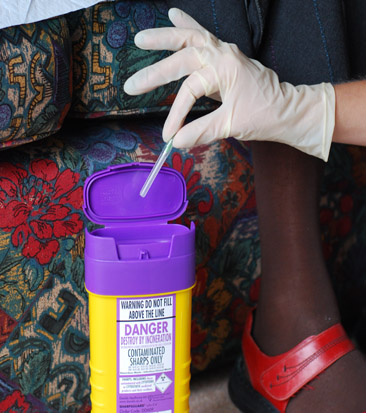 WARNING DO NOT FILL
ABOVE THE LINE
DANGER
DESTROY BY INCINERATION
CONTAMINATED
SHARPS ONLY